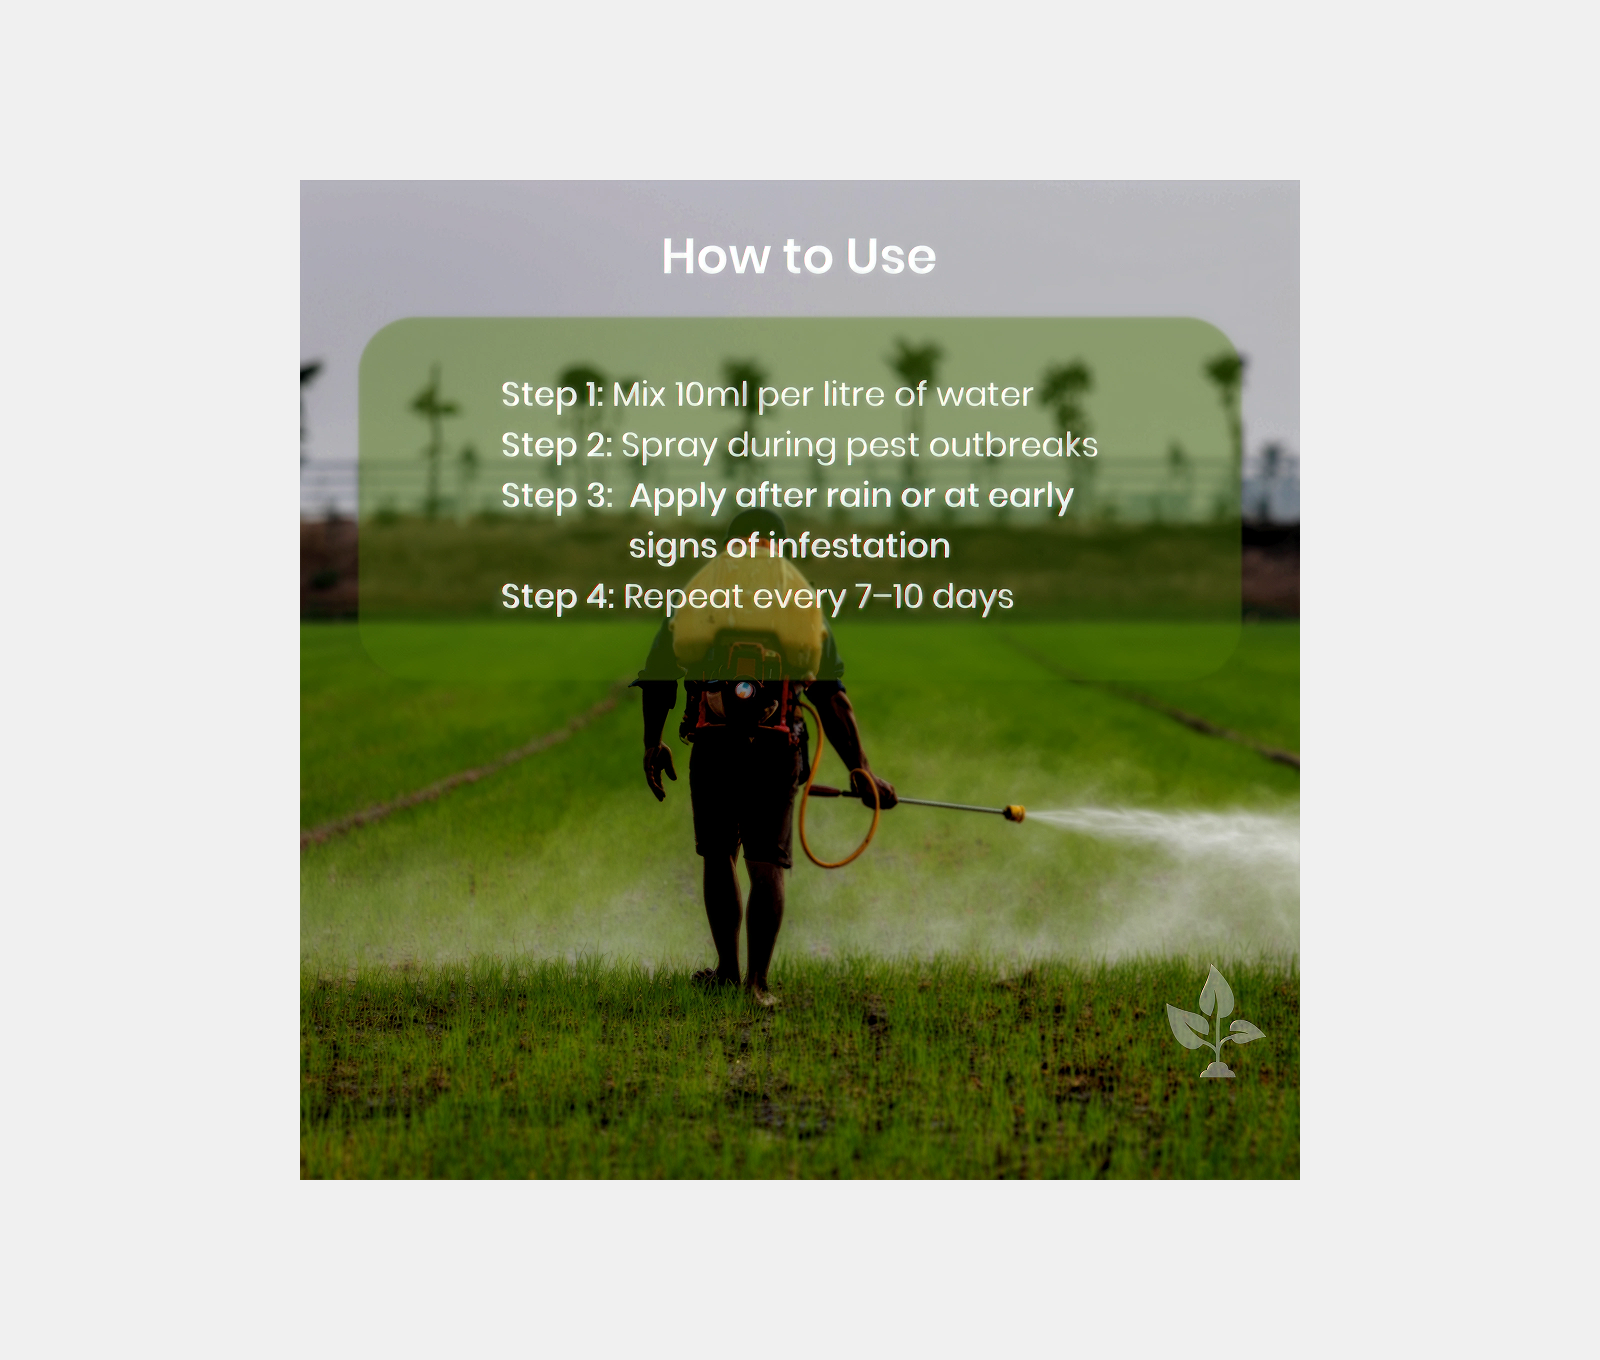 How to Use
Step 1: Mix 10ml per litre of water
Step 2: Spray during pest outbreaks
Step 3: Apply after rain or at early
signs of infestation
Step 4: Repeat every 7–10 days